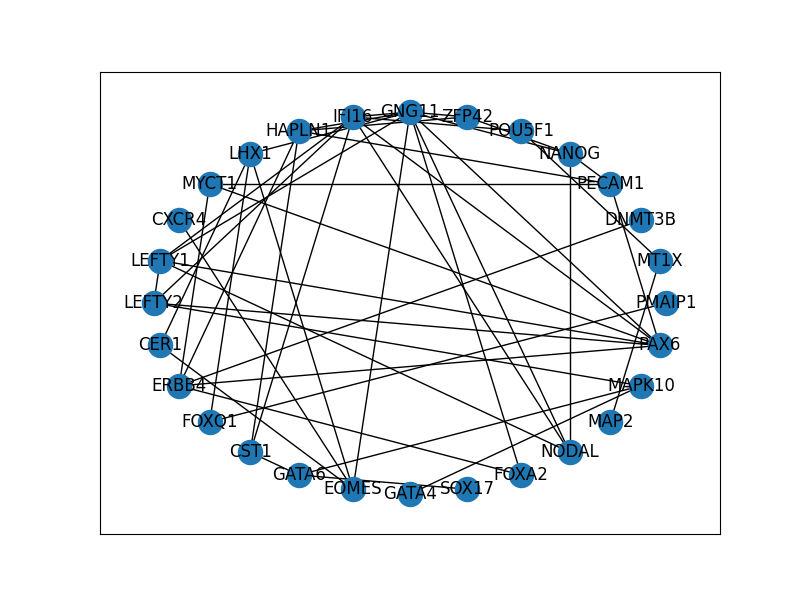 GNG11
IFI16
ZFP42
HAPLN1
POU5F1
LHX1
NANOG
MYCT1
PECAM1
CXCR4
DNMT3B
LEFTY1
MT1X
LEFTY2
PMAIP1
CER1
PAX6
ERBB4
MAPK10
FOXQ1
MAP2
CST1
NODAL
GATA6
FOXA2
EOMES
SOX17
GATA4